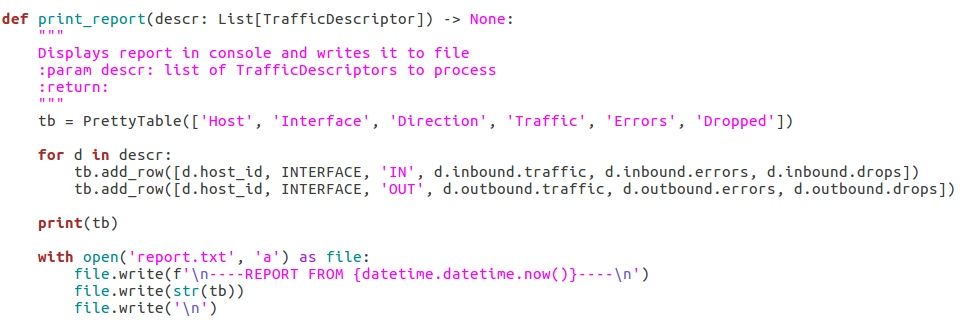 def print_report(descr: List[TrafficDescriptor]) -> None:
    """
    Displays report in console and writes it to file
    :param descr: list of TrafficDescriptors to process
    :return:
    """
    tb = PrettyTable(['Host', 'Interface', 'Direction', 'Traffic', 'Errors', 'Dropped'])

    for d in descr:
        tb.add_row([d.host_id, INTERFACE, 'IN', d.inbound.traffic, d.inbound.errors, d.inbound.drops])
        tb.add_row([d.host_id, INTERFACE, 'OUT', d.outbound.traffic, d.outbound.errors, d.outbound.drops])

    print(tb)

    with open('report.txt', 'a') as file:
        file.write(f'\n----REPORT FROM {datetime.datetime.now()}----\n')
        file.write(str(tb))
        file.write('\n')